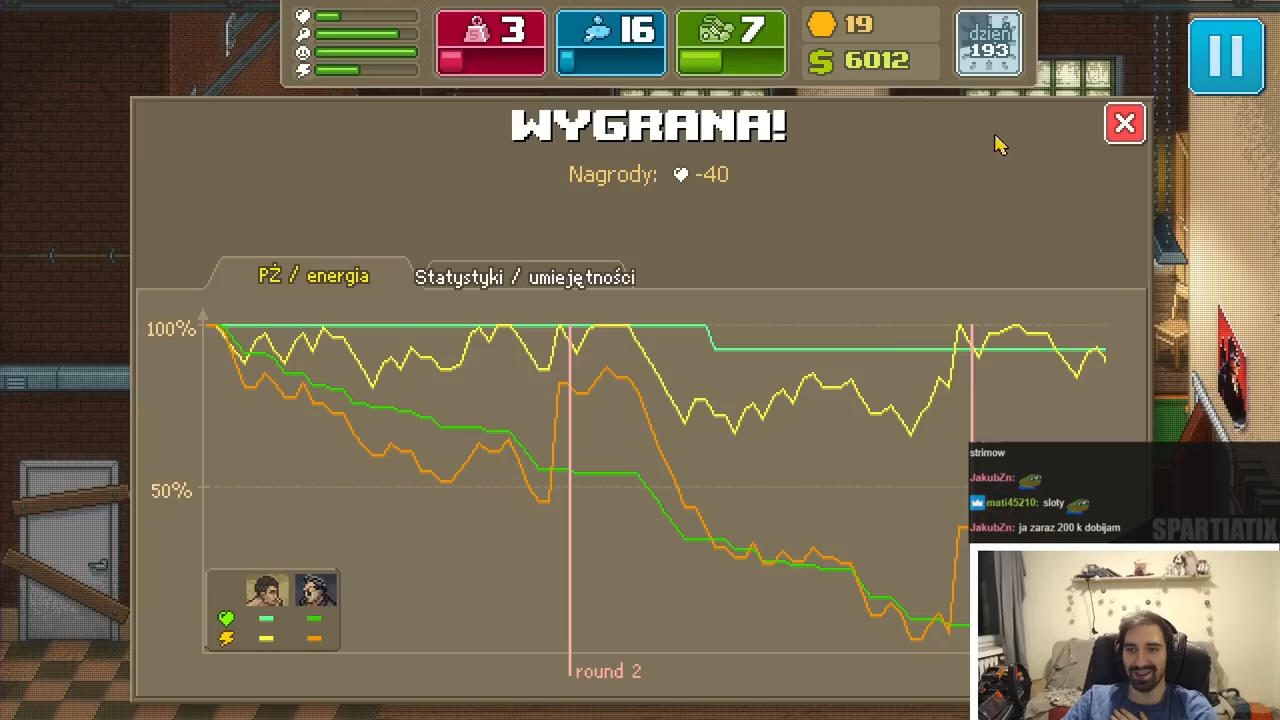 3
16
7
19
6012
dzień
193
WYGRANA!
Nagrody: -40
PŻ / energia
Statystyki / umiejętności
100%
50%
round 2
strimow
JakubZn:
mati45210: sloty
JakubZn: ja zaraz 200 k dobijam
SPARTIATIX